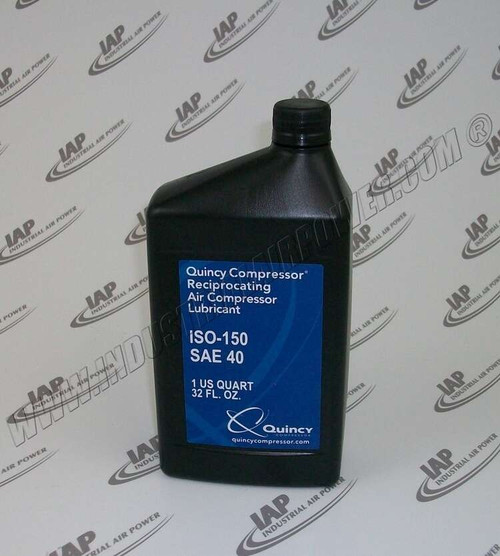 Quincy Compressor®
Reciprocating
Air Compressor
Lubricant
ISO-150
SAE 40
1 US QUART
32 FL. OZ.
Quincy
COMPRESSOR
quincycompressor.com
IAP
INDUSTRIAL AIR POWER
WWW.INDUSTRIALAIRPOWER.COM ®